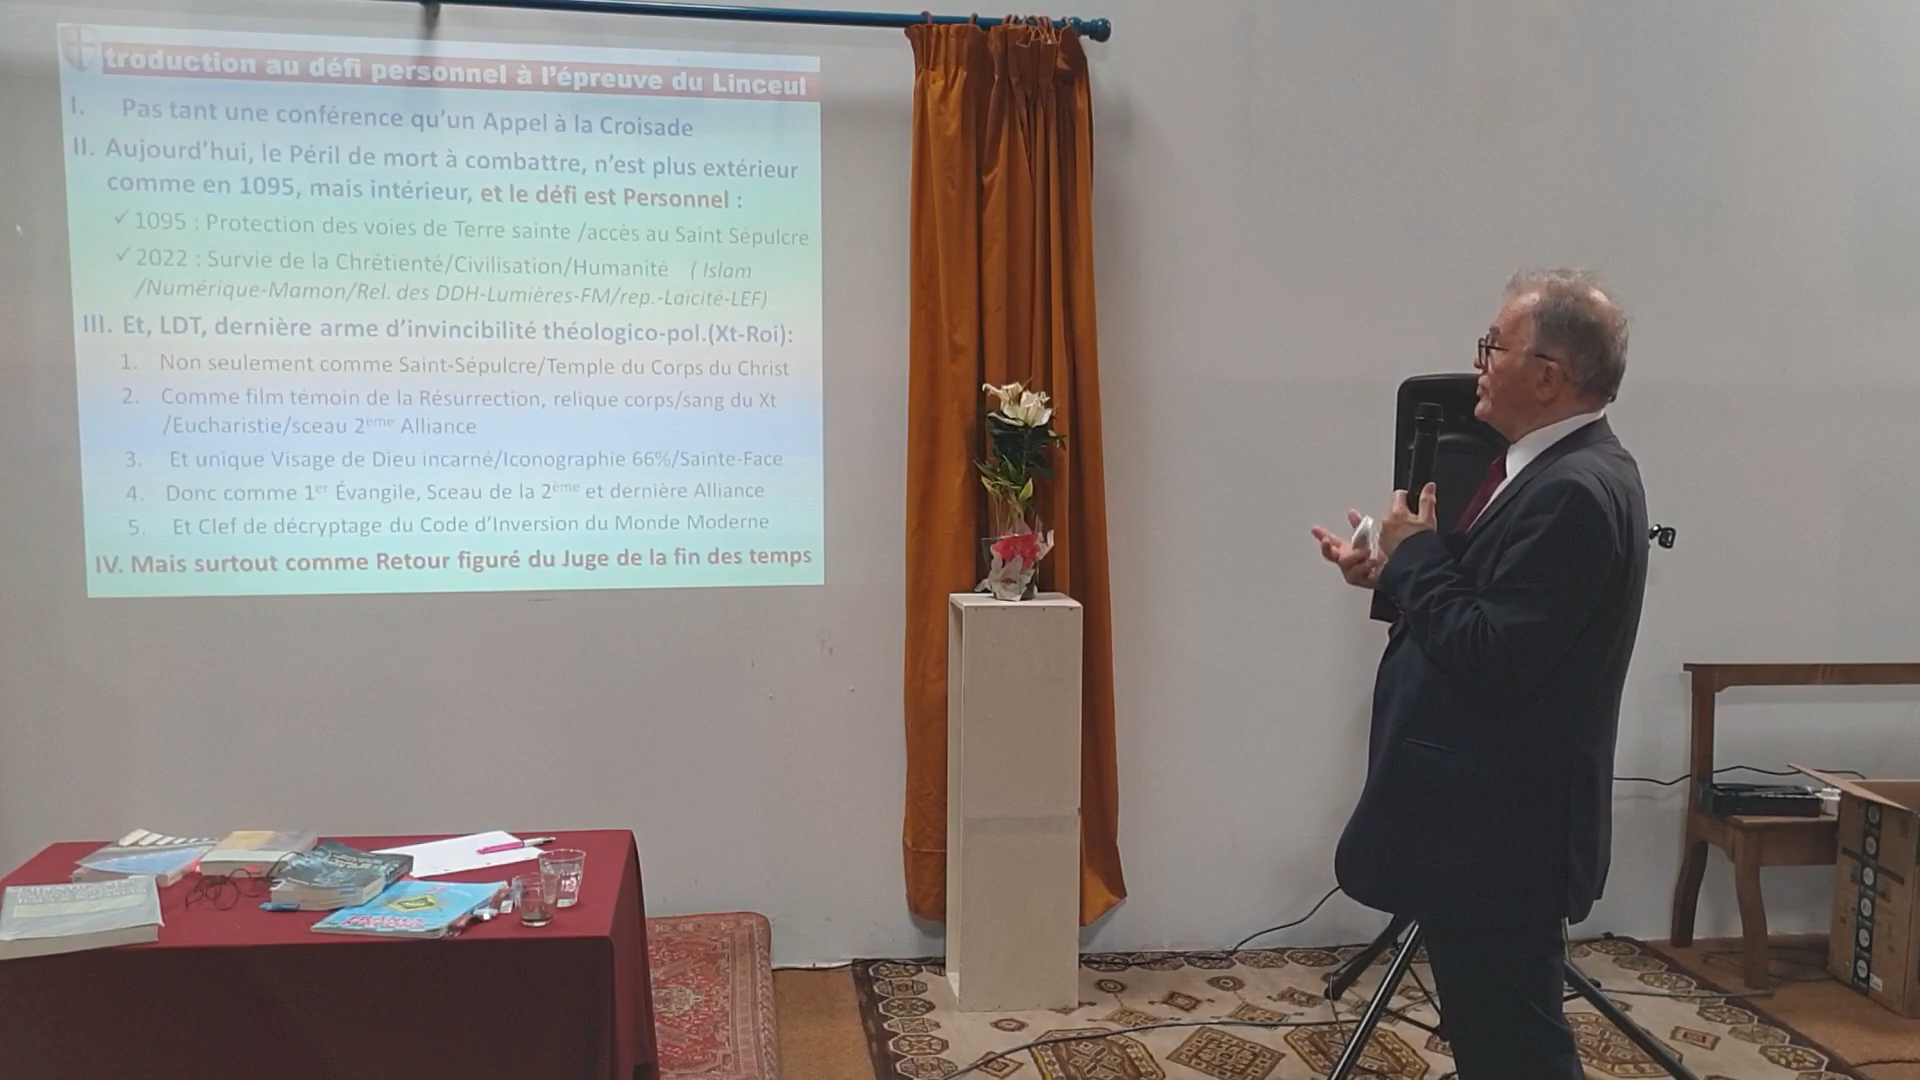 troduction au défi personnel à l'épreuve du Linceul
I. Pas tant une conférence qu'un Appel à la Croisade
II. Aujourd'hui, le Péril de mort à combattre, n'est plus extérieur
comme en 1095, mais intérieur, et le défi est Personnel :
✓ 1095 : Protection des voies de Terre sainte /accès au Saint Sépulcre
✓ 2022 : Survie de la Chrétienté/Civilisation/Humanité ( Islam
/Numérique-Mamon/Rel. des DDH-Lumières-FM/rep.-Laïcité-LEF)
III. Et, LDT, dernière arme d'invincibilité théologico-pol.(Xt-Roi):
1. Non seulement comme Saint-Sépulcre/Temple du Corps du Christ
2. Comme film témoin de la Résurrection, relique corps/sang du Xt
/Eucharistie/sceau 2ème Alliance
3. Et unique Visage de Dieu incarné/Iconographie 66%/Sainte-Face
4. Donc comme 1er Évangile, Sceau de la 2ème et dernière Alliance
5. Et Clef de décryptage du Code d'Inversion du Monde Moderne
IV. Mais surtout comme Retour figuré du Juge de la fin des temps